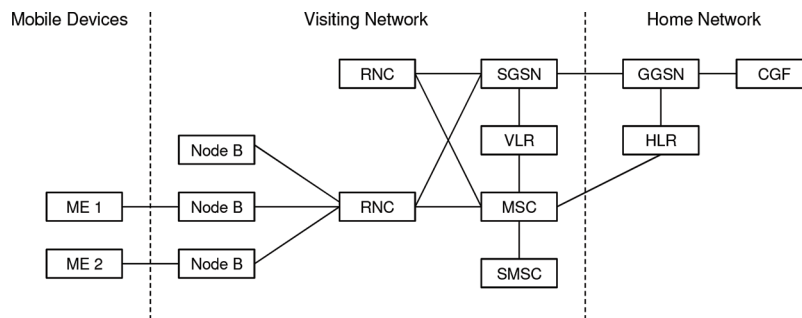 Mobile Devices
Visiting Network
Home Network
RNC
SGSN
GGSN
CGF
Node B
VLR
HLR
ME 1
Node B
RNC
MSC
ME 2
Node B
SMSC